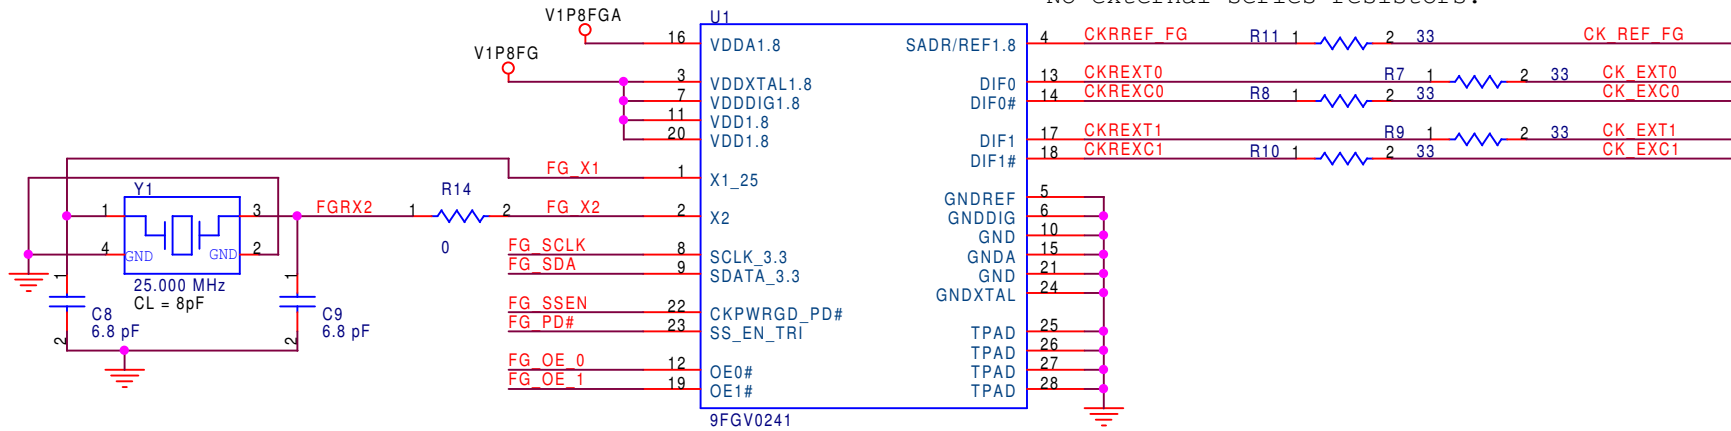 No external series resistors.
V1P8FGA
U1
16 VDDA1.8
SADR/REF1.8 4 CKRREF_FG R11 1 2 33 CK_REF_FG
V1P8FG
3 VDDXTAL1.8
7 VDDDIG1.8
11 VDD1.8
20 VDD1.8
DIF0 13 CKREXT0 R7 1 2 33 CK_EXT0
DIF0# 14 CKREXC0 R8 1 2 33 CK_EXC0
DIF1 17 CKREXT1 R9 1 2 33 CK_EXT1
DIF1# 18 CKREXC1 R10 1 2 33 CK_EXC1
FG_X1 1 X1_25
Y1
1 3 FGRX2 1 R14 2 FG_X2 2 X2
0
4 GND GND 2
25.000 MHz
CL = 8pF
1 C8 2
6.8 pF
1 C9 2
6.8 pF
FG_SCLK 8 SCLK_3.3
FG_SDA 9 SDATA_3.3
FG_SSEN 22 CKPWRGD_PD#
FG_PD# 23 SS_EN_TRI
FG_OE_0 12 OE0#
FG_OE_1 19 OE1#
GNDREF 5
GNDDIG 6
GND 10
GNDA 15
GND 21
GNDXTAL 24
TPAD 25
TPAD 26
TPAD 27
TPAD 28
9FGV0241